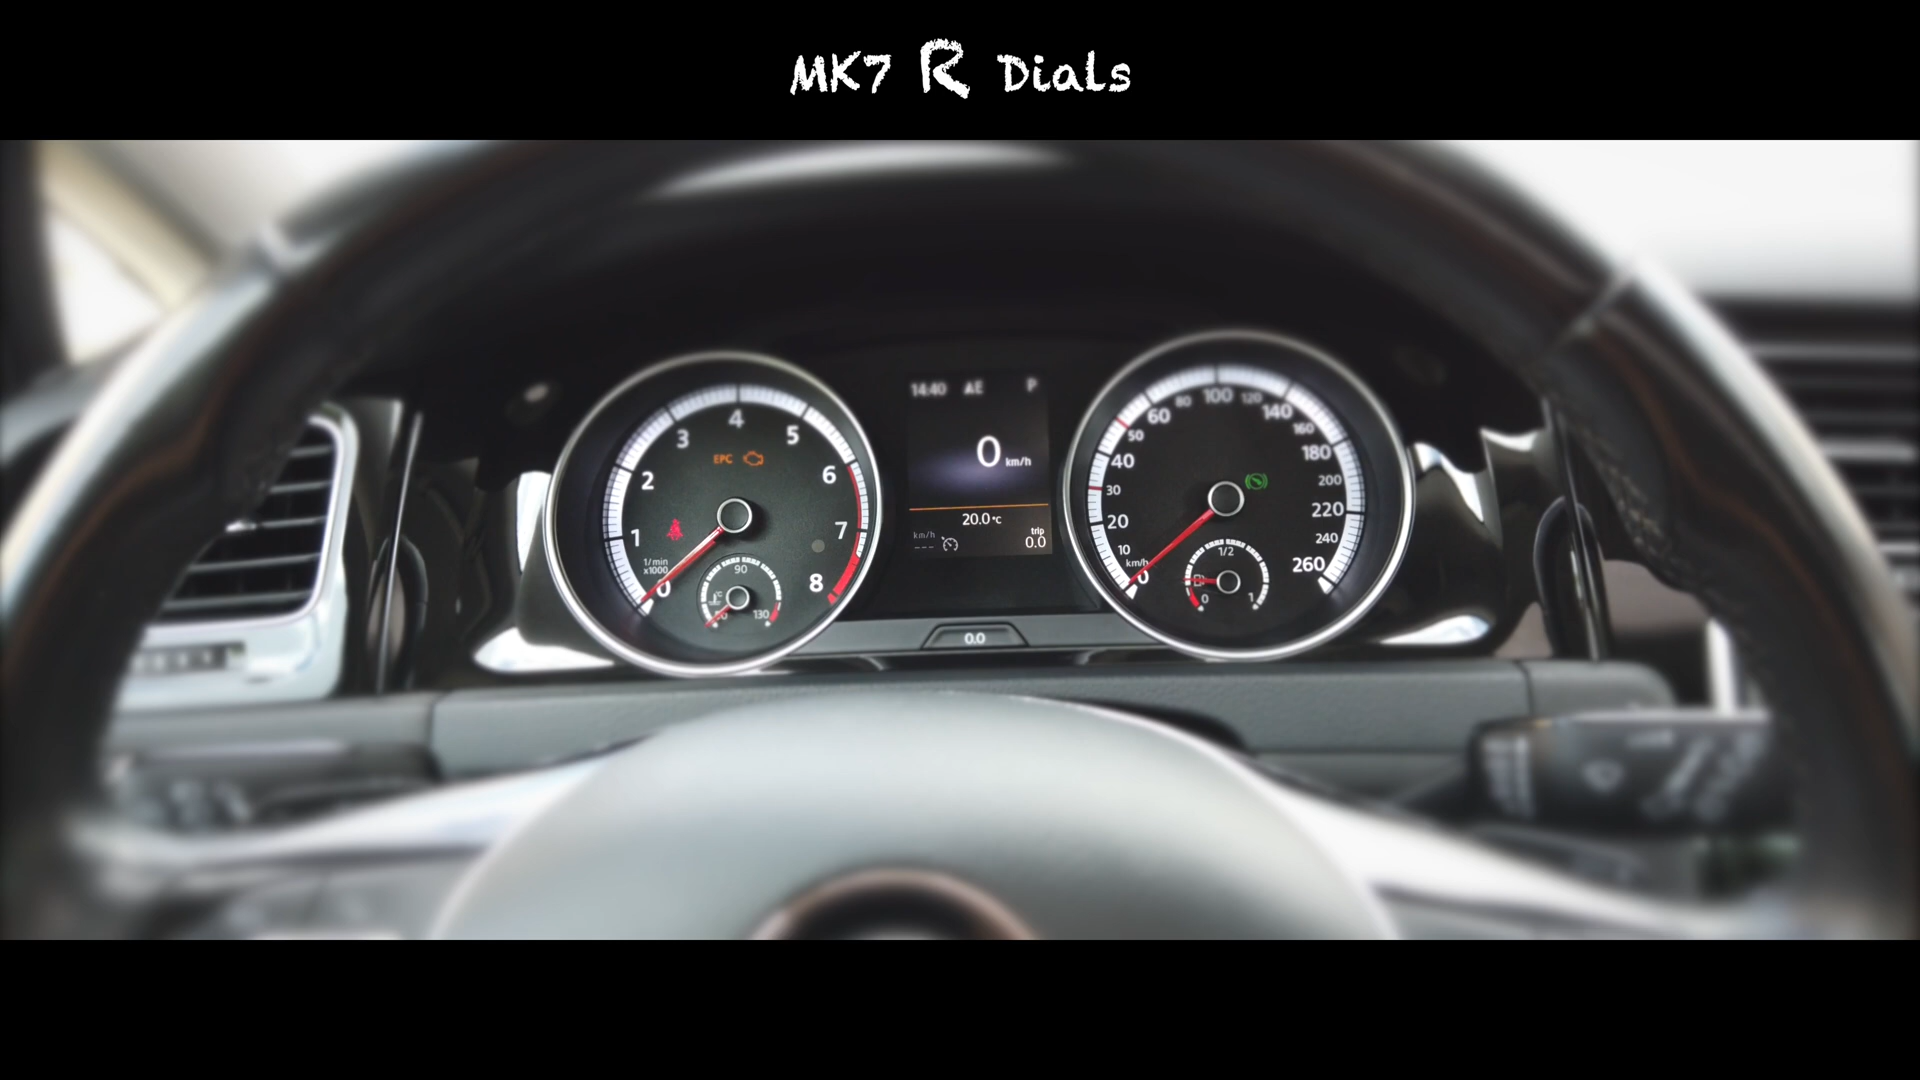 MK7 R Dials
14:40 AE P
0 km/h
20.0°C
km/h
trip
--- 0.0
0.0
EPC
1/min
x1000
0 1 2 3 4 5 6 7 8
90
130
km/h
0 10 20 30 40 50 60 80 100 120 140 160 180 200 220 240 260
1/2
0 1